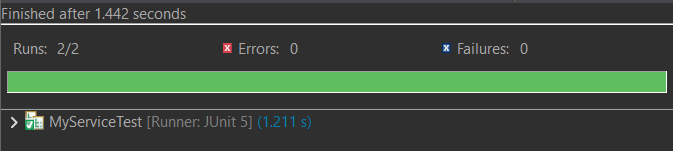 Finished after 1.442 seconds
Runs: 2/2 Errors: 0 Failures: 0
MyServiceTest [Runner: JUnit 5] (1.211 s)